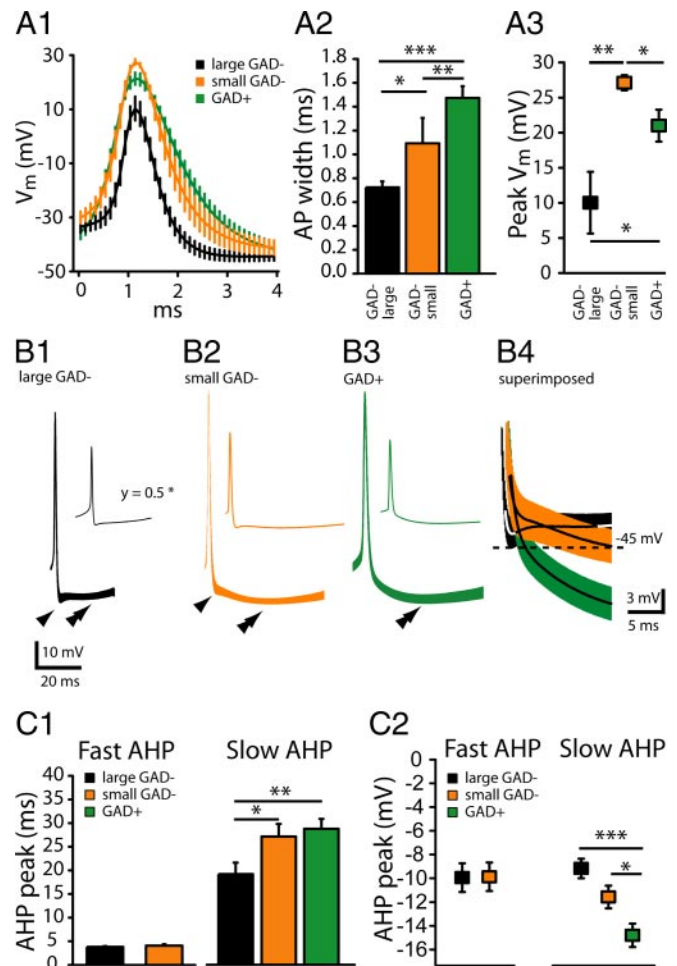 A1
30
10
-10
-30
-50
Vm (mV)
0
1
2
3
4
ms
large GAD-
small GAD-
GAD+
A2
1.8
1.6
1.4
1.2
1.0
0.8
0.6
0.4
0.2
0.0
AP width (ms)
***
*
**
GAD- large
GAD- small
GAD+
A3
30
25
20
15
10
5
0
Peak Vm (mV)
**
*
*
GAD- large
GAD- small
GAD+
B1
large GAD-
y = 0.5 *
10 mV
20 ms
B2
small GAD-
B3
GAD+
B4
superimposed
-45 mV
3 mV
5 ms
C1
Fast AHP
Slow AHP
large GAD-
small GAD-
GAD+
40
35
30
25
20
15
10
5
0
AHP peak (ms)
**
*
C2
Fast AHP
Slow AHP
large GAD-
small GAD-
GAD+
0
-2
-4
-6
-8
-10
-12
-14
-16
AHP peak (mV)
***
*